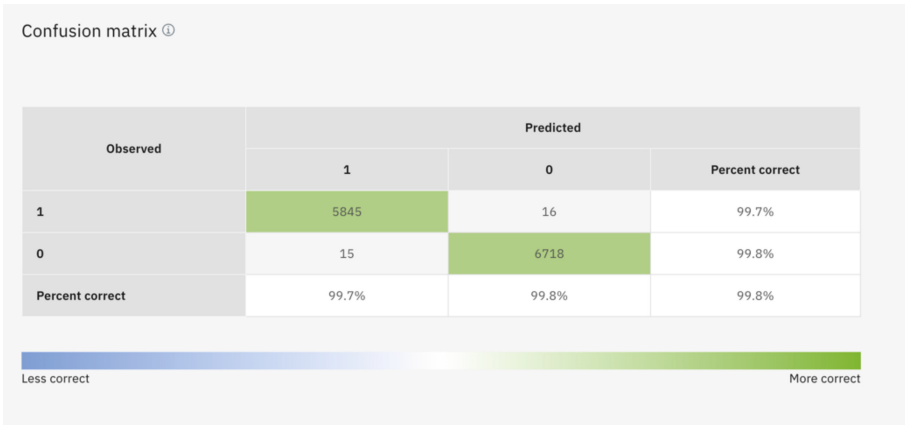 Confusion matrix
Observed
Predicted
1 0 Percent correct
1 5845 16 99.7%
0 15 6718 99.8%
Percent correct 99.7% 99.8% 99.8%
Less correct More correct